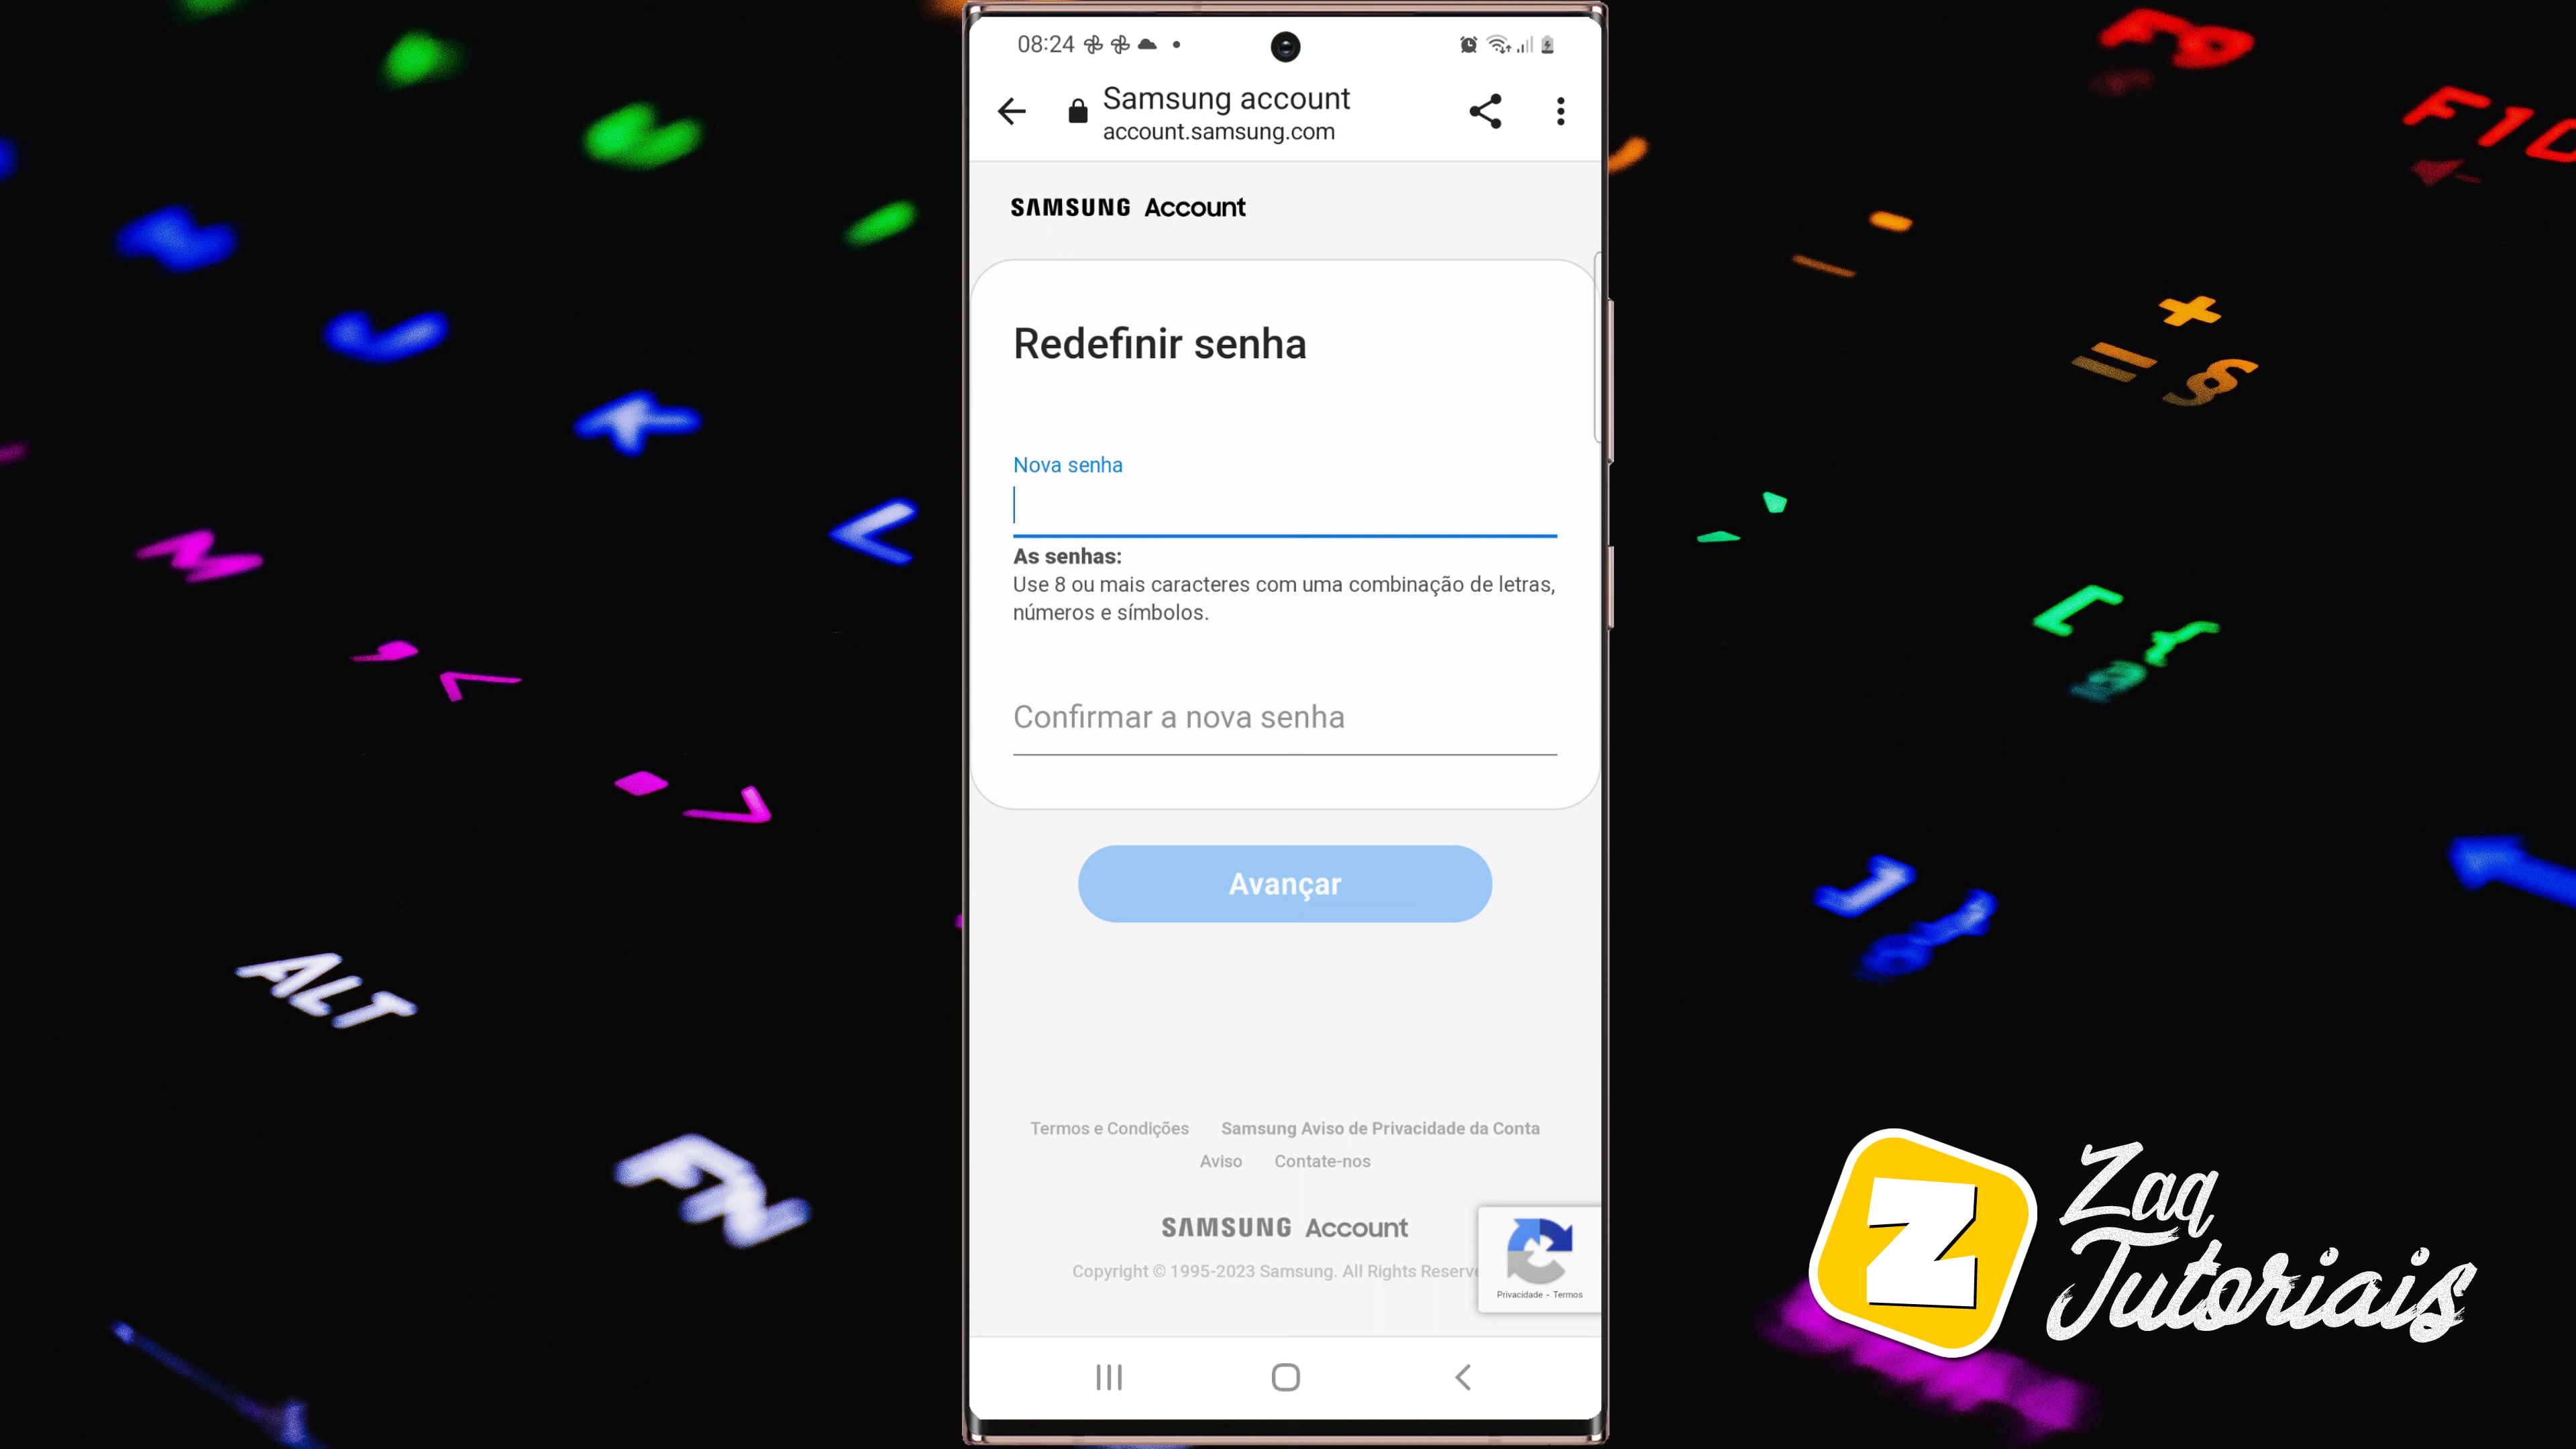 08:24
Samsung account
account.samsung.com
SAMSUNG Account
Redefinir senha
Nova senha
As senhas:
Use 8 ou mais caracteres com uma combinação de letras,
números e símbolos.
Confirmar a nova senha
Avançar
Termos e Condições Samsung Aviso de Privacidade da Conta
Aviso Contate-nos
SAMSUNG Account
Copyright © 1995-2023 Samsung. All Rights
Privacidade - Termos
F9
F10
+
= §
M
, <
. >
K
L
[ {
ALT
FN
Z
Zaq
Tutoriais